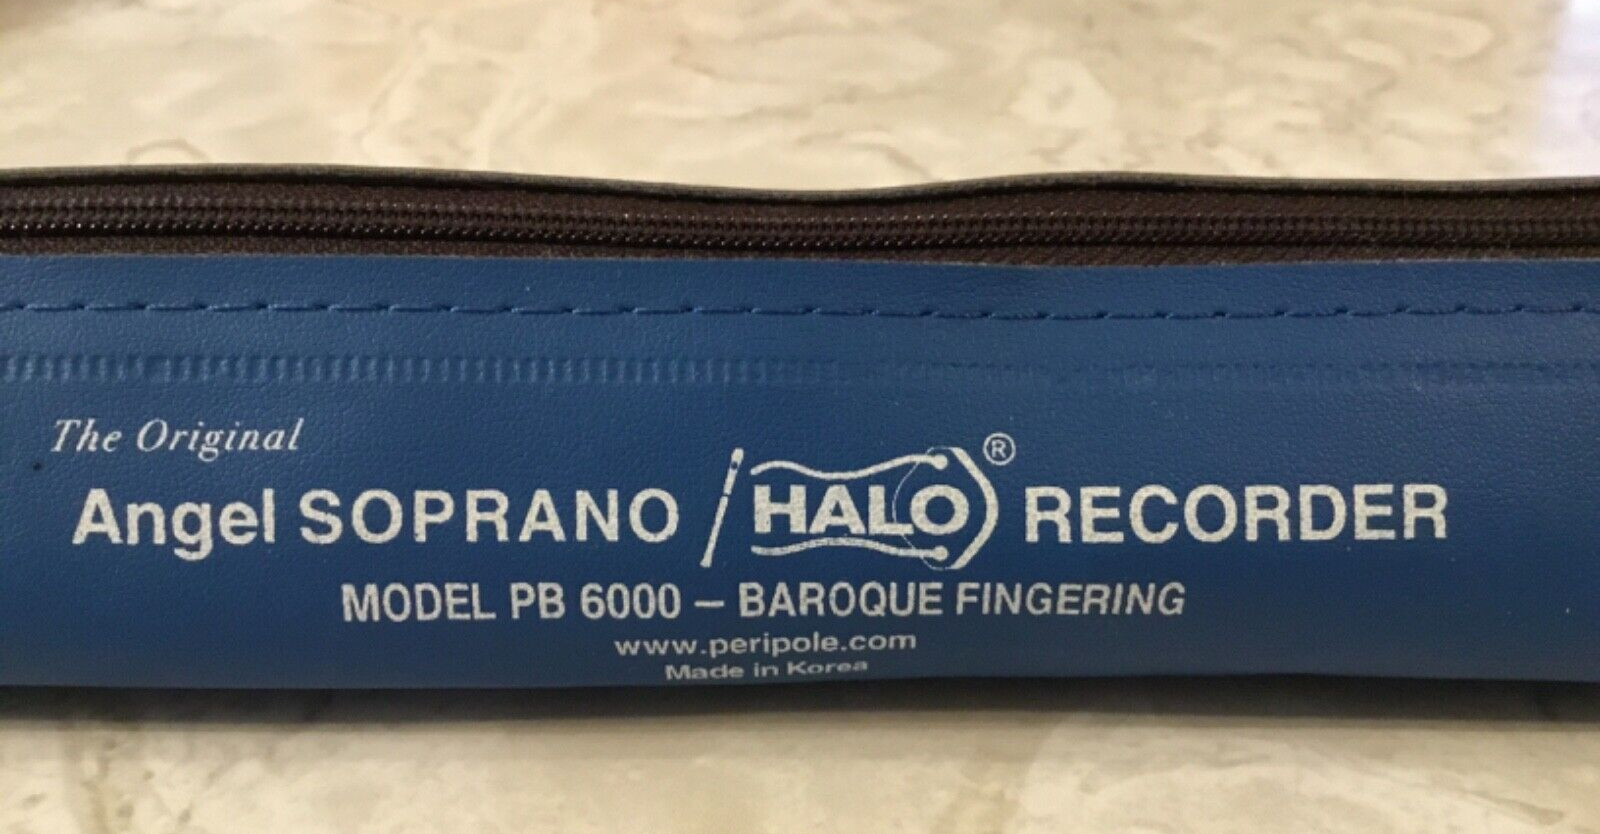 The Original
Angel SOPRANO HALO® RECORDER
MODEL PB 6000 – BAROQUE FINGERING
www.peripole.com
Made in Korea